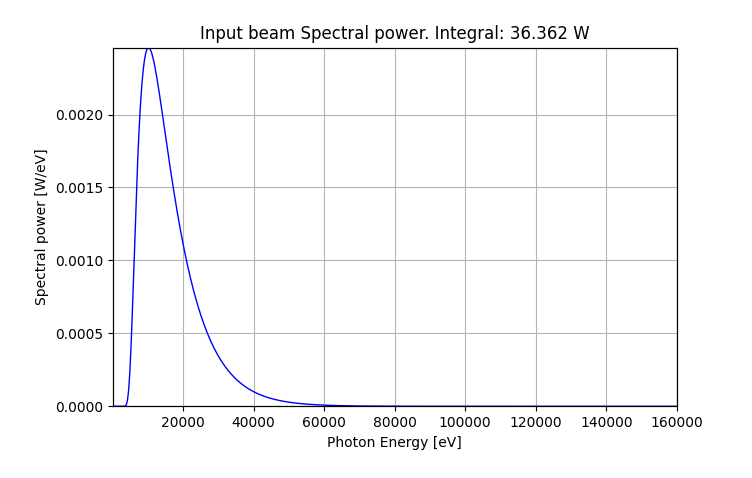 Input beam Spectral power. Integral: 36.362 W
Spectral power [W/eV]
0.0020
0.0015
0.0010
0.0005
0.0000
20000 40000 60000 80000 100000 120000 140000 160000
Photon Energy [eV]